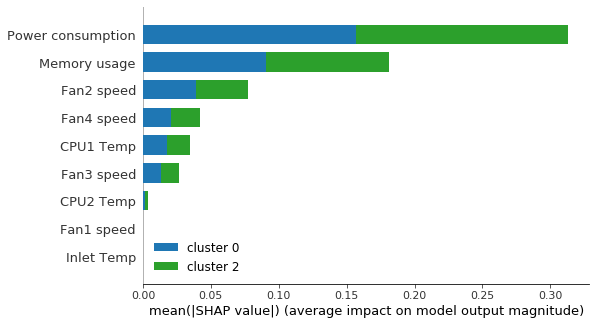 Power consumption
Memory usage
Fan2 speed
Fan4 speed
CPU1 Temp
Fan3 speed
CPU2 Temp
Fan1 speed
Inlet Temp
cluster 0
cluster 2
0.00 0.05 0.10 0.15 0.20 0.25 0.30
mean(|SHAP value|) (average impact on model output magnitude)